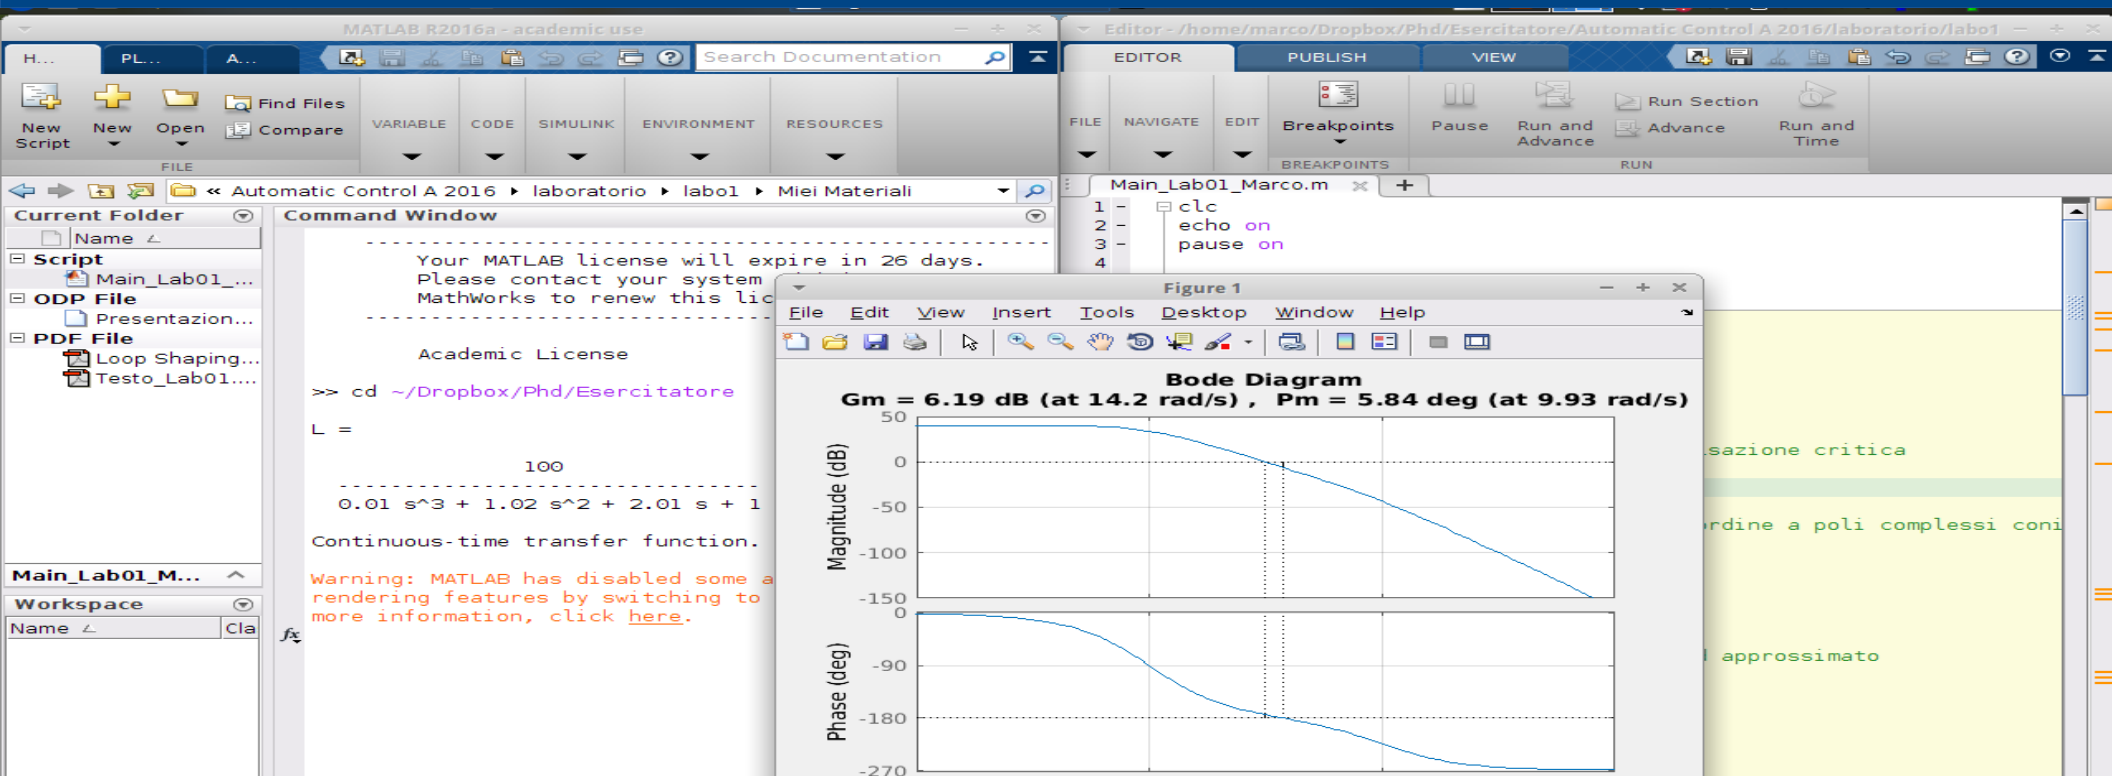 MATLAB R2016a - academic use
H... PL... A... Search Documentation
New Script
New
Open
Find Files
Compare
FILE
VARIABLE CODE SIMULINK ENVIRONMENT RESOURCES
« Automatic Control A 2016 ▸ laboratorio ▸ labo1 ▸ Miei Materiali
Current Folder
Name
Script
Main_Lab01_...
ODP File
Presentazion...
PDF File
Loop Shaping...
Testo_Lab01....
Main_Lab01_M...
Workspace
Name Cla
Command Window
Your MATLAB license will expire in 26 days.
Please contact your system
MathWorks to renew this lic
Academic License
>> cd ~/Dropbox/Phd/Esercitatore
L =
100
---------------------------------
0.01 s^3 + 1.02 s^2 + 2.01 s + 1
Continuous-time transfer function.
Warning: MATLAB has disabled some a
rendering features by switching to
more information, click here.
fx
Editor - /home/marco/Dropbox/Phd/Esercitatore/Automatic Control A 2016/laboratorio/labo1
EDITOR PUBLISH VIEW
FILE NAVIGATE EDIT
Breakpoints
BREAKPOINTS
Pause
Run and Advance
Run Section
Advance
Run and Time
RUN
Main_Lab01_Marco.m
1 clc
2 echo on
3 pause on
4
sazione critica
rdine a poli complessi coni
approssimato
Figure 1
File Edit View Insert Tools Desktop Window Help
Bode Diagram
Gm = 6.19 dB (at 14.2 rad/s) , Pm = 5.84 deg (at 9.93 rad/s)
Magnitude (dB)
50
0
-50
-100
-150
Phase (deg)
0
-90
-180
-270